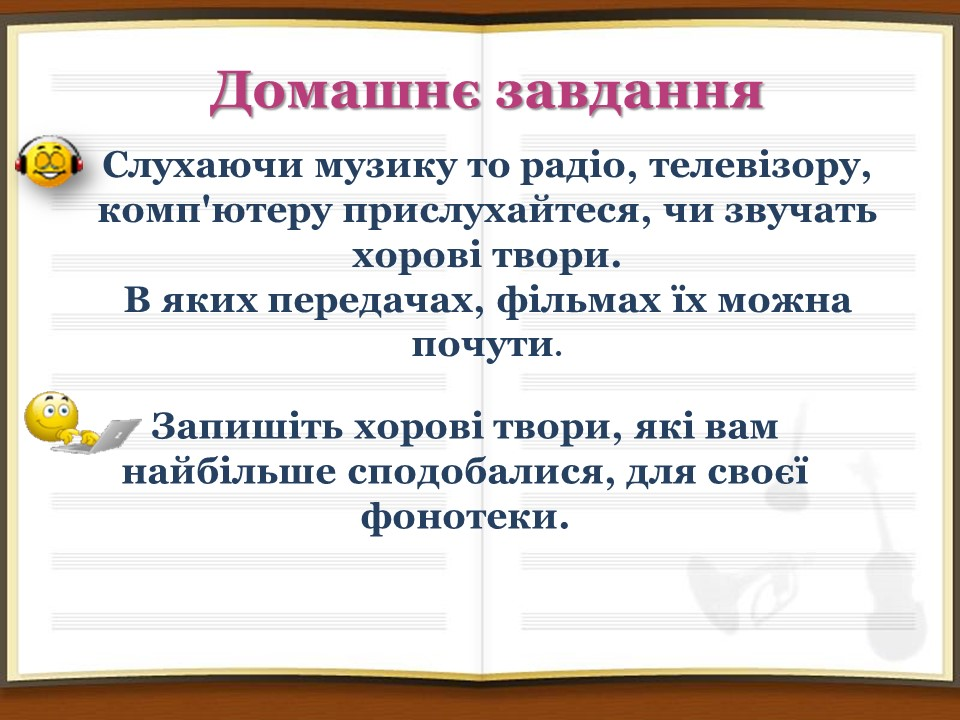 Домашнє завдання
Слухаючи музику то радіо, телевізору,
комп'ютеру прислухайтеся, чи звучать
хорові твори.
В яких передачах, фільмах їх можна
почути.
Запишіть хорові твори, які вам
найбільше сподобалися, для своєї
фонотеки.